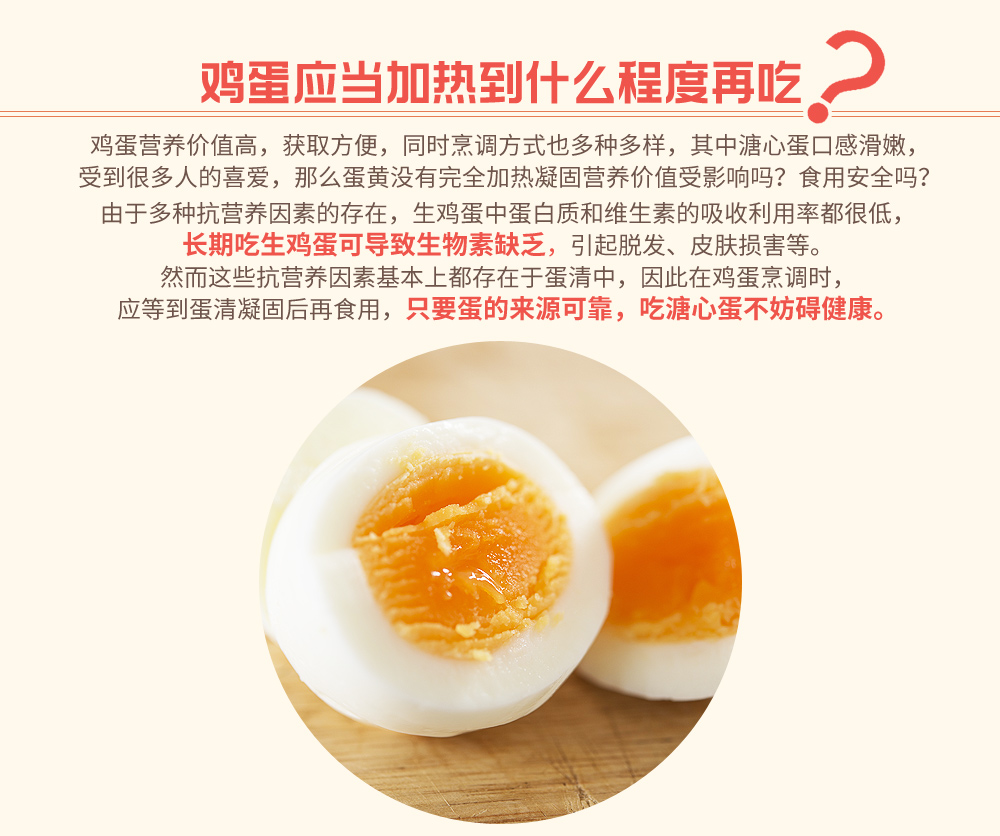 鸡蛋应当加热到什么程度再吃?
鸡蛋营养价值高，获取方便，同时烹调方式也多种多样，其中溏心蛋口感滑嫩，
受到很多人的喜爱，那么蛋黄没有完全加热凝固营养价值受影响吗？食用安全吗？
由于多种抗营养因素的存在，生鸡蛋中蛋白质和维生素的吸收利用率都很低，
长期吃生鸡蛋可导致生物素缺乏，引起脱发、皮肤损害等。
然而这些抗营养因素基本上都存在于蛋清中，因此在鸡蛋烹调时，
应等到蛋清凝固后再食用，只要蛋的来源可靠，吃溏心蛋不妨碍健康。